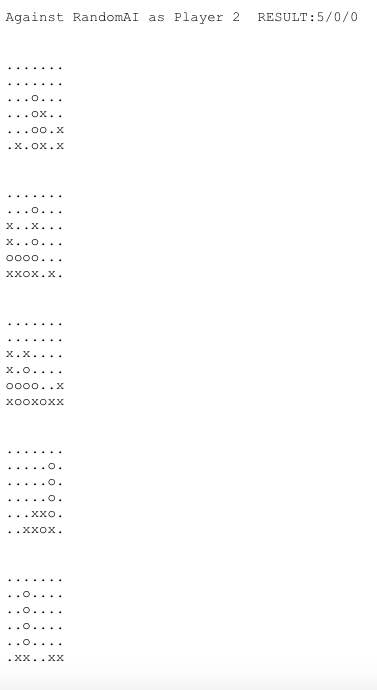 Against RandomAI as Player 2  RESULT:5/0/0
.......
.......
...o...
...ox..
...oo.x
.x.ox.x
.......
...o...
x..x...
x..o...
oooo...
xxox.x.
.......
.......
x.x....
x.o....
oooo..x
xooxoxx
.......
.....o.
.....o.
.....o.
...xxo.
..xxox.
.......
..o....
..o....
..o....
..o....
.xx..xx